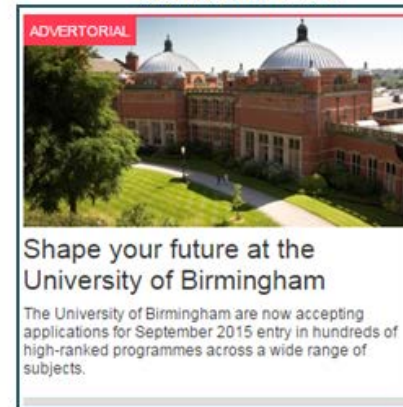 ADVERTORIAL
Shape your future at the
University of Birmingham
The University of Birmingham are now accepting
applications for September 2015 entry in hundreds of
high-ranked programmes across a wide range of
subjects.